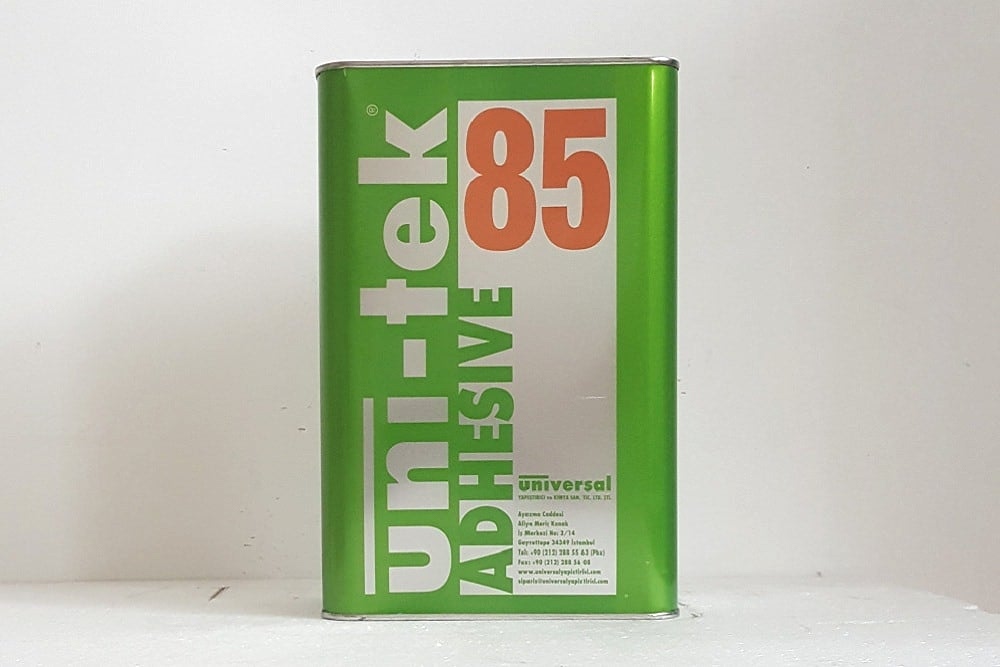 uni-tek®
ADHESIVE
85
universal
YAPIŞTIRICI ve KİMYA SAN. TİC. LTD. ŞTİ.
Ayazma Caddesi
Aliye Meriç Konak
İş Merkezi No: 3/14
Gayrettepe 34349 İstanbul
Tel: +90 (212) 288 55 63 (Pbx)
Fax: +90 (212) 288 56 08
www.universalyapistirici.com
siparis@universalyapistirici.com